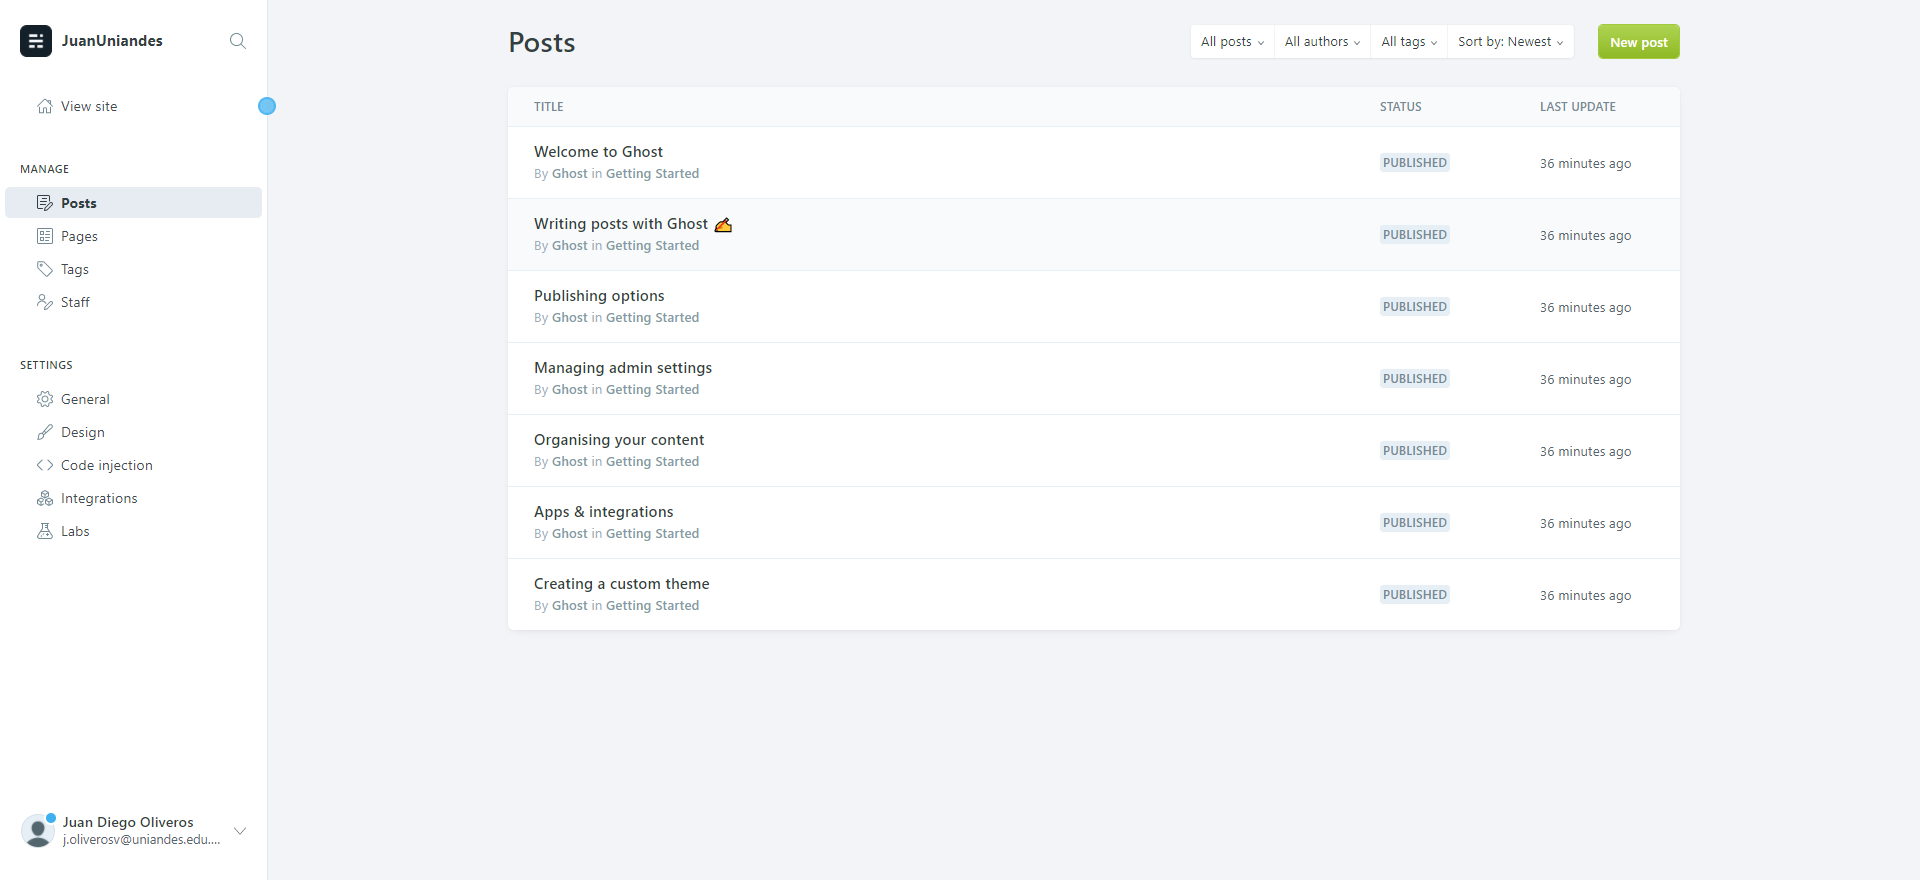 JuanUniandes
View site
MANAGE
Posts
Pages
Tags
Staff
SETTINGS
General
Design
Code injection
Integrations
Labs
Juan Diego Oliveros
j.oliverosv@uniandes.edu....
Posts
All posts
All authors
All tags
Sort by: Newest
New post
TITLE STATUS LAST UPDATE
Welcome to Ghost
By Ghost in Getting Started
PUBLISHED
36 minutes ago
Writing posts with Ghost ✍️
By Ghost in Getting Started
PUBLISHED
36 minutes ago
Publishing options
By Ghost in Getting Started
PUBLISHED
36 minutes ago
Managing admin settings
By Ghost in Getting Started
PUBLISHED
36 minutes ago
Organising your content
By Ghost in Getting Started
PUBLISHED
36 minutes ago
Apps & integrations
By Ghost in Getting Started
PUBLISHED
36 minutes ago
Creating a custom theme
By Ghost in Getting Started
PUBLISHED
36 minutes ago